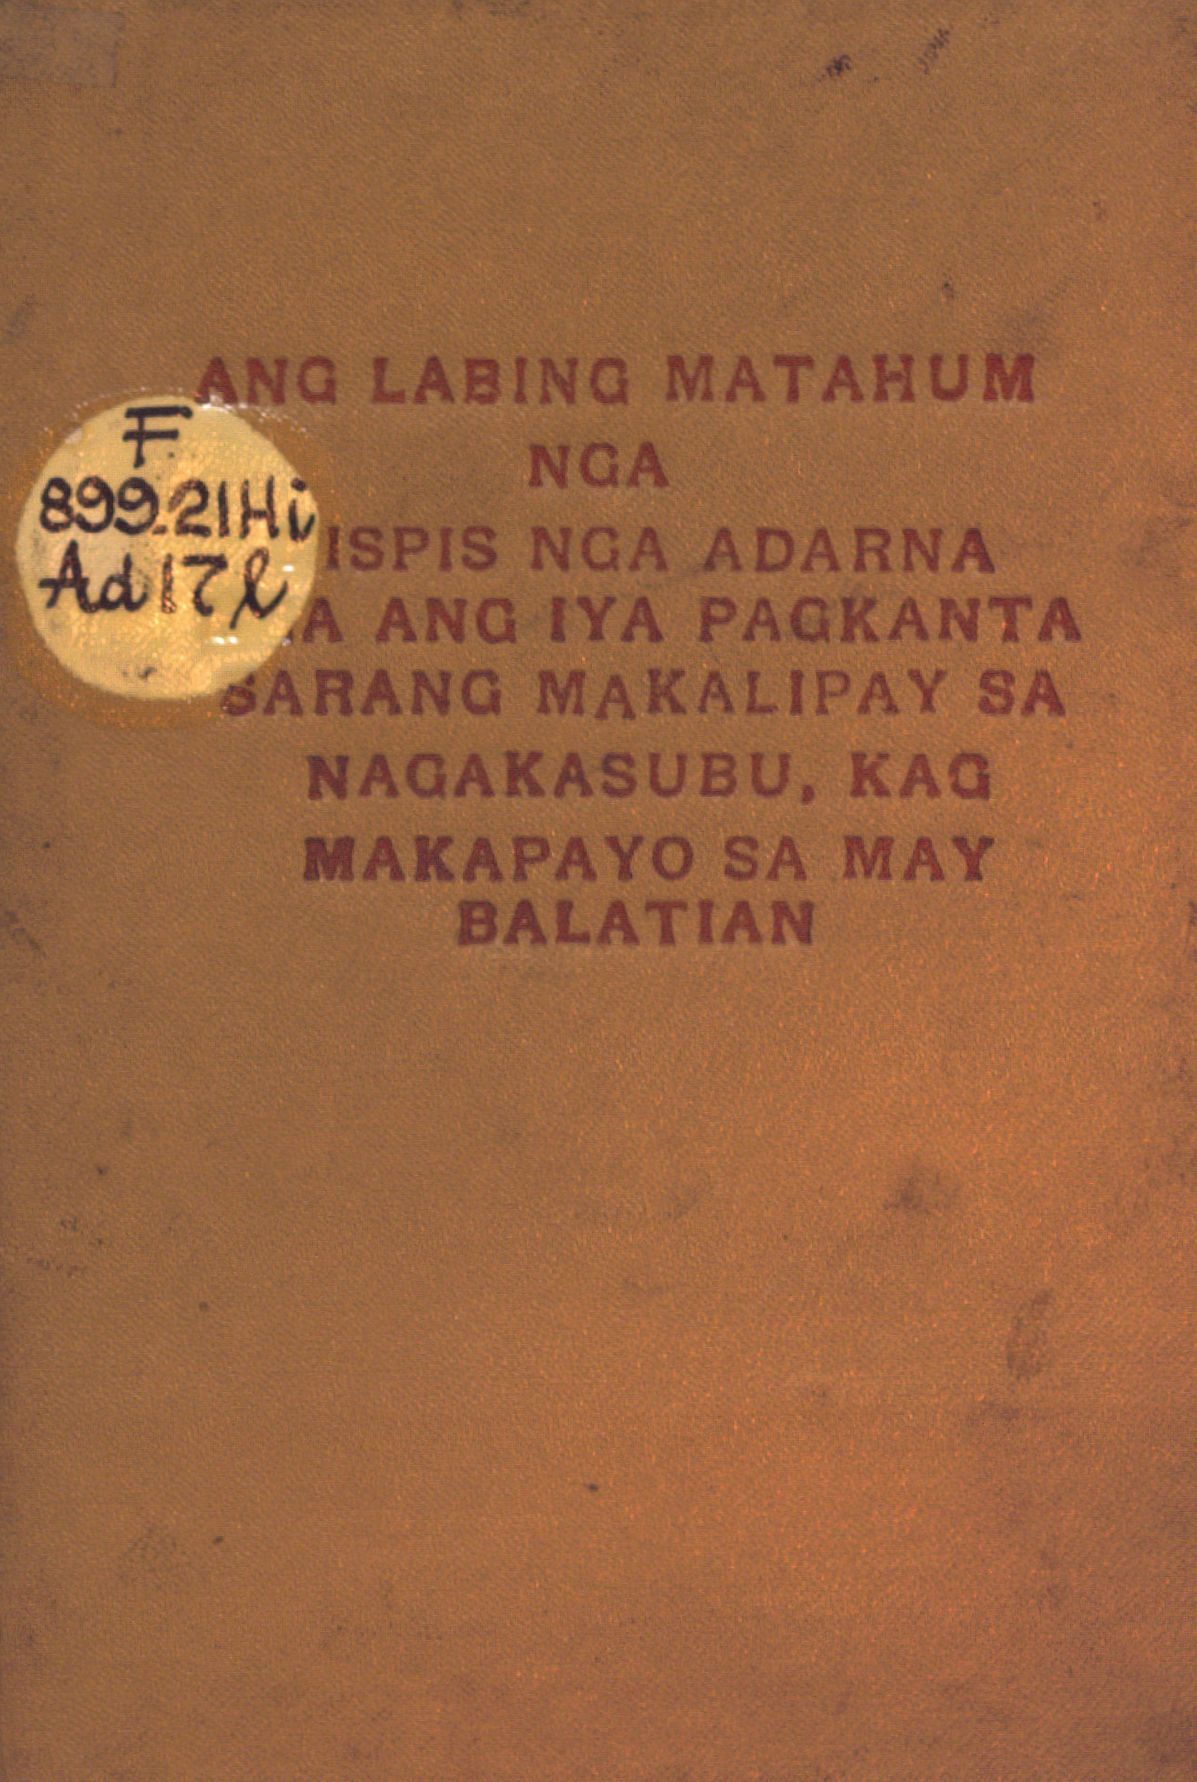 ANG LABING MATAHUM
NGA
F
899.21Hi
Ad17l
ISPIS NGA ADARNA
A ANG IYA PAGKANTA
SARANG MAKALIPAY SA
NAGAKASUBU, KAG
MAKAPAYO SA MAY
BALATIAN